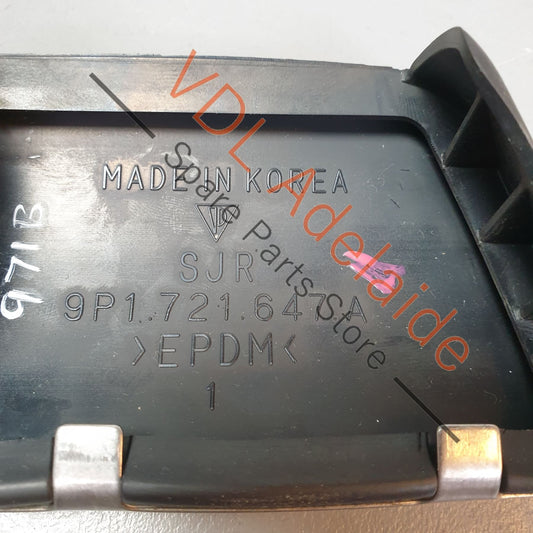 MADE IN KOREA
SJR
9P1.721.647.A
>EPDM<
1
971B
VDL Adelaide
Spare Parts Store